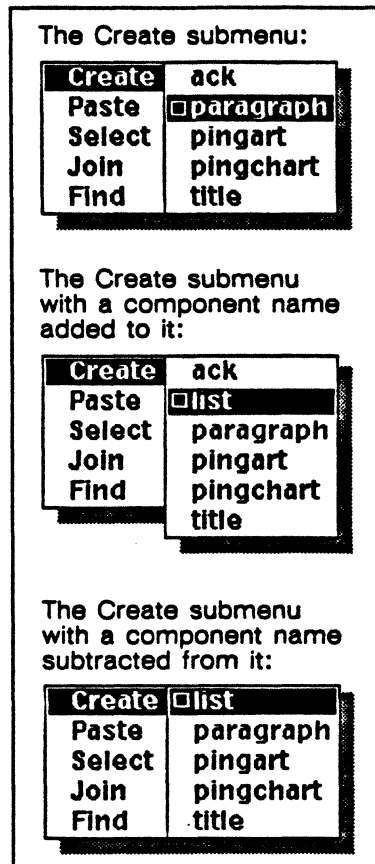 The Create submenu:
Create ack
Paste paragraph
Select pingart
Join pingchart
Find title
The Create submenu
with a component name
added to it:
Create ack
Paste list
Select paragraph
Join pingart
Find pingchart
title
The Create submenu
with a component name
subtracted from it:
Create list
Paste paragraph
Select pingart
Join pingchart
Find title